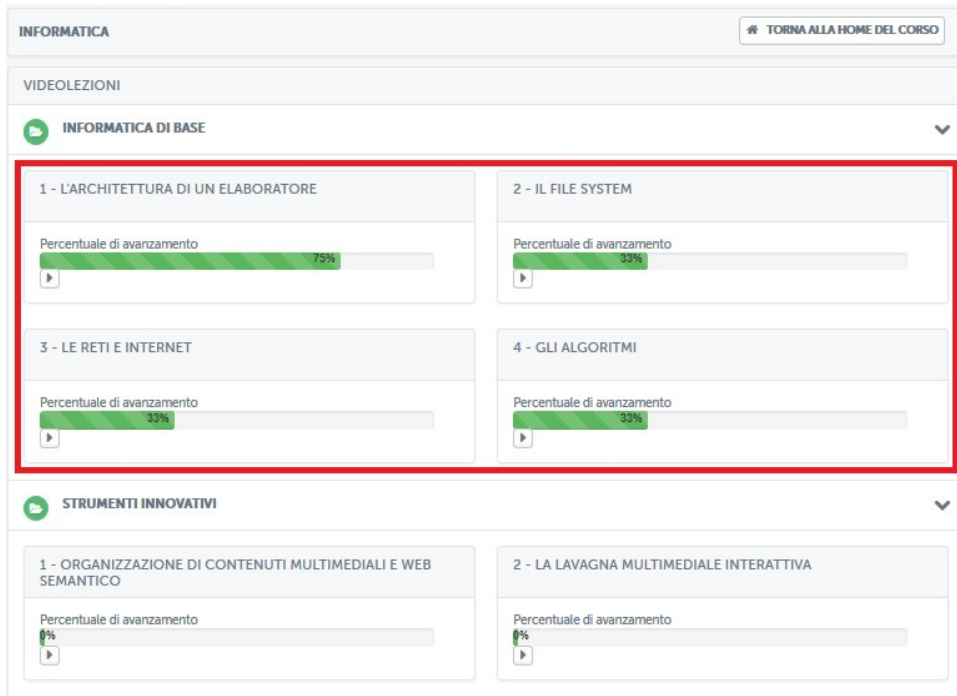 INFORMATICA
TORNA ALLA HOME DEL CORSO
VIDEOLEZIONI
INFORMATICA DI BASE
1 - L'ARCHITETTURA DI UN ELABORATORE
Percentuale di avanzamento
75%
2 - IL FILE SYSTEM
Percentuale di avanzamento
33%
3 - LE RETI E INTERNET
Percentuale di avanzamento
33%
4 - GLI ALGORITMI
Percentuale di avanzamento
33%
STRUMENTI INNOVATIVI
1 - ORGANIZZAZIONE DI CONTENUTI MULTIMEDIALI E WEB
SEMANTICO
Percentuale di avanzamento
0%
2 - LA LAVAGNA MULTIMEDIALE INTERATTIVA
Percentuale di avanzamento
0%